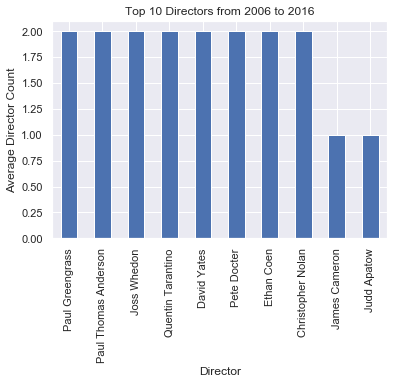 Top 10 Directors from 2006 to 2016
Average Director Count
2.00
1.75
1.50
1.25
1.00
0.75
0.50
0.25
0.00
Paul Greengrass
Paul Thomas Anderson
Joss Whedon
Quentin Tarantino
David Yates
Pete Docter
Ethan Coen
Christopher Nolan
James Cameron
Judd Apatow
Director